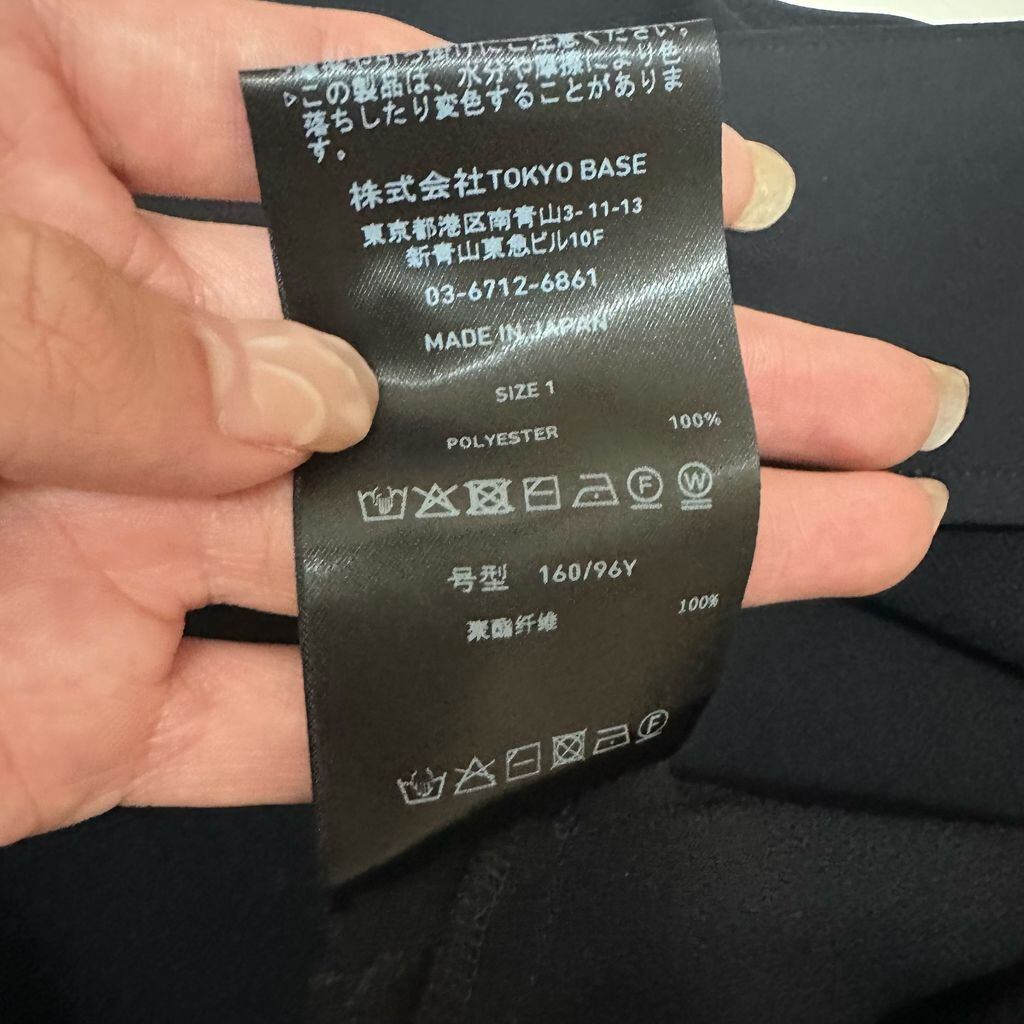 ください。
▷この製品は、水分や摩擦により色
落ちしたり変色することがありま
す。
株式会社TOKYO BASE
東京都港区南青山3-11-13
新青山東急ビル10F
03-6712-6861
MADE IN JAPAN
SIZE 1
POLYESTER 100%
F W
号型 160/96Y
聚酯纤维 100%
F